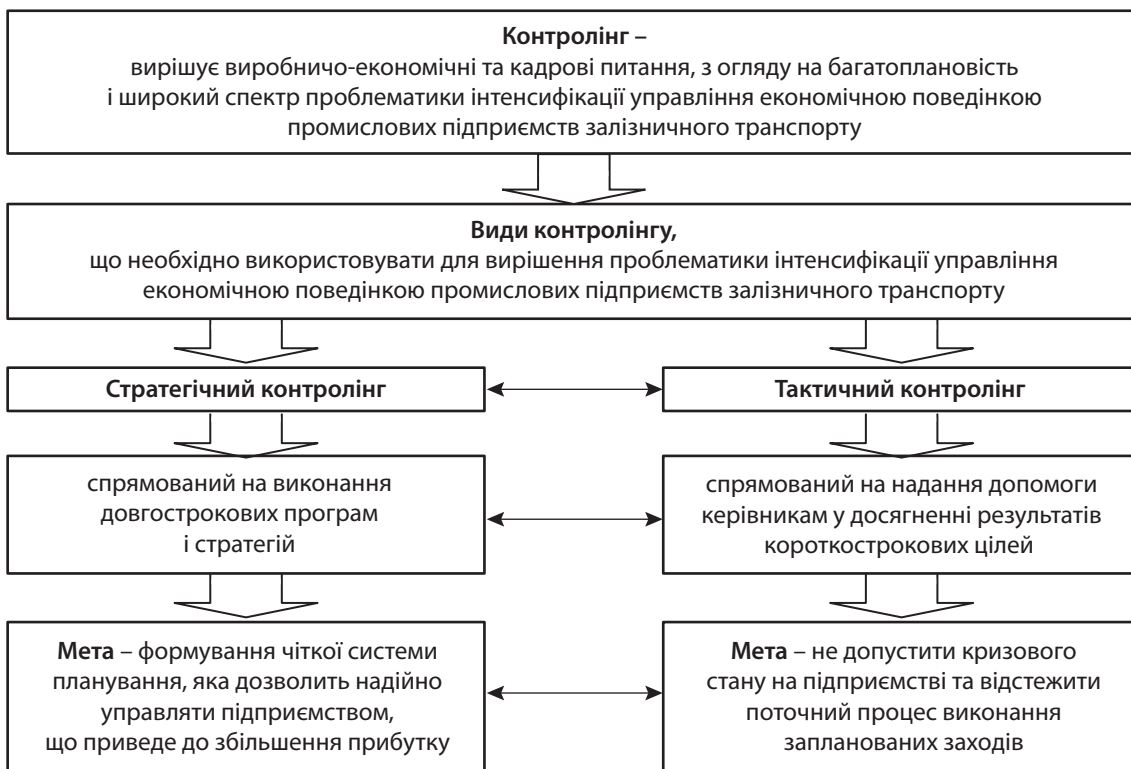 Контролінг –
вирішує виробничо-економічні та кадрові питання, з огляду на багатоплановість
і широкий спектр проблематики інтенсифікації управління економічною поведінкою
промислових підприємств залізничного транспорту
Види контролінгу,
що необхідно використовувати для вирішення проблематики інтенсифікації управління
економічною поведінкою промислових підприємств залізничного транспорту
Стратегічний контролінг
Тактичний контролінг
спрямований на виконання
довгострокових програм
і стратегій
спрямований на надання допомоги
керівникам у досягненні результатів
короткострокових цілей
Мета – формування чіткої системи
планування, яка дозволить надійно
управляти підприємством,
що приведе до збільшення прибутку
Мета – не допустити кризового
стану на підприємстві та відстежити
поточний процес виконання
запланованих заходів